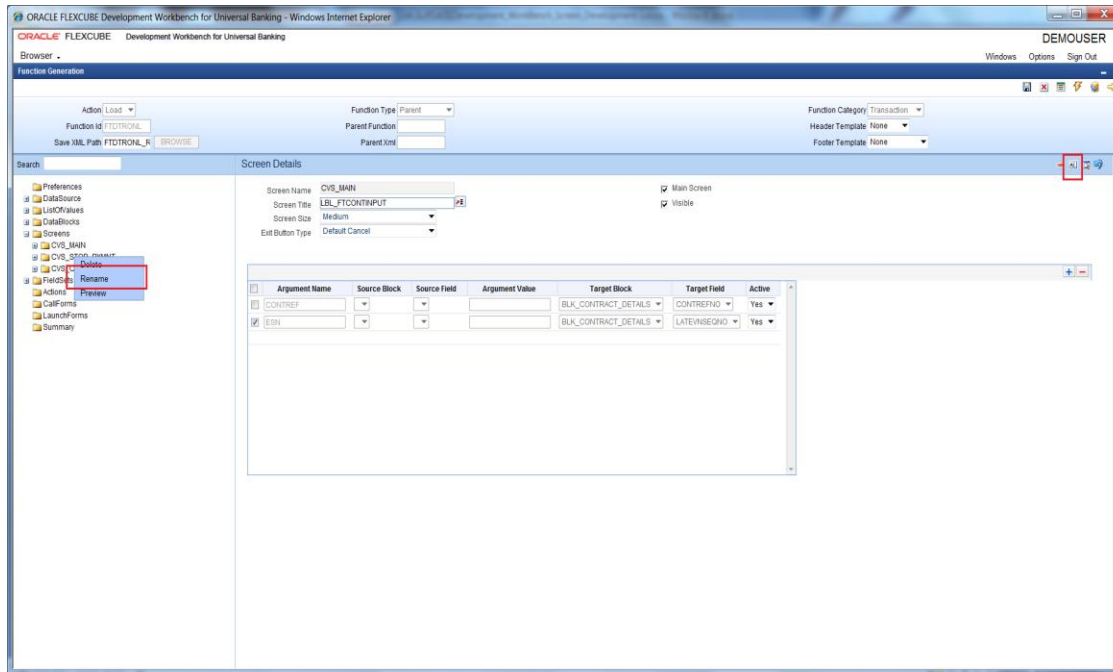 ORACLE FLEXCUBE Development Workbench for Universal Banking - Windows Internet Explorer
ORACLE FLEXCUBE Development Workbench for Universal Banking DEMOUSER
Browser Windows Options Sign Out
Function Generation
Action Load Function Type Parent Function Category Transaction
Function Id FTDTRONL Parent Function Header Template None
Save XML Path FTDTRONL_R BROWSE Parent Xml Footer Template None
Search
Preferences
DataSource
ListOfValues
DataBlocks
Screens
CVS_MAIN
CVS_STOP_PYMNT
CVS_C
FieldSets
Actions
CallForms
LaunchForms
Summary
Delete
Rename
Preview
Screen Details
Screen Name CVS_MAIN Main Screen
Screen Title LBL_FTCONTINPUT Visible
Screen Size Medium
Exit Button Type Default Cancel
Argument Name Source Block Source Field Argument Value Target Block Target Field Active
CONTREF BLK_CONTRACT_DETAILS CONTREFNO Yes
ESN BLK_CONTRACT_DETAILS LATEVNSEQNO Yes